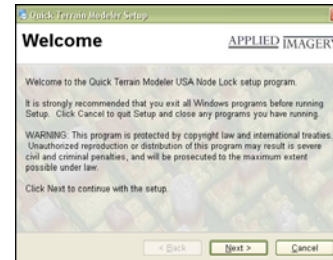 Quick Terrain Modeler Setup
Welcome
APPLIED IMAGERY
Welcome to the Quick Terrain Modeler USA Node Lock setup program.
It is strongly recommended that you exit all Windows programs before running
Setup. Click Cancel to quit Setup and close any programs you have running.
WARNING: This program is protected by copyright law and international treaties.
Unauthorized reproduction or distribution of this program may result is severe
civil and criminal penalties, and will be prosecuted to the maximum extent
possible under law.
Click Next to continue with the setup.
< Back
Next >
Cancel